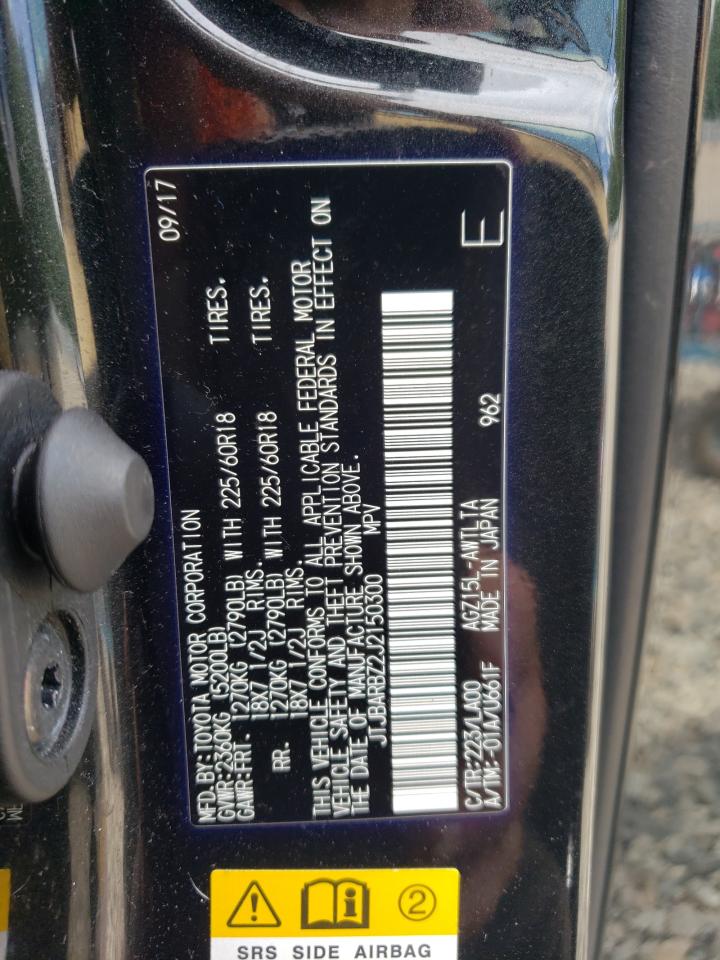 MFD.BY:TOYOTA MOTOR CORPORATION 09/17
GVWR:2360KG (5200LB)
GAWR:FRT. 1270KG (2790LB) WITH 225/60R18 TIRES.
18X7 1/2J RIMS.
RR. 1270KG (2790LB) WITH 225/60R18 TIRES.
18X7 1/2J RIMS.
THIS VEHICLE CONFORMS TO ALL APPLICABLE FEDERAL MOTOR
VEHICLE SAFETY AND THEFT PREVENTION STANDARDS IN EFFECT ON
THE DATE OF MANUFACTURE SHOWN ABOVE.
JTJBARBZ2J2150300 MPV
C/TR:223/LA00 AGZ15L-AWTLTA
A/TM:-01A/U661F MADE IN JAPAN 962 E
2
SRS SIDE AIRBAG